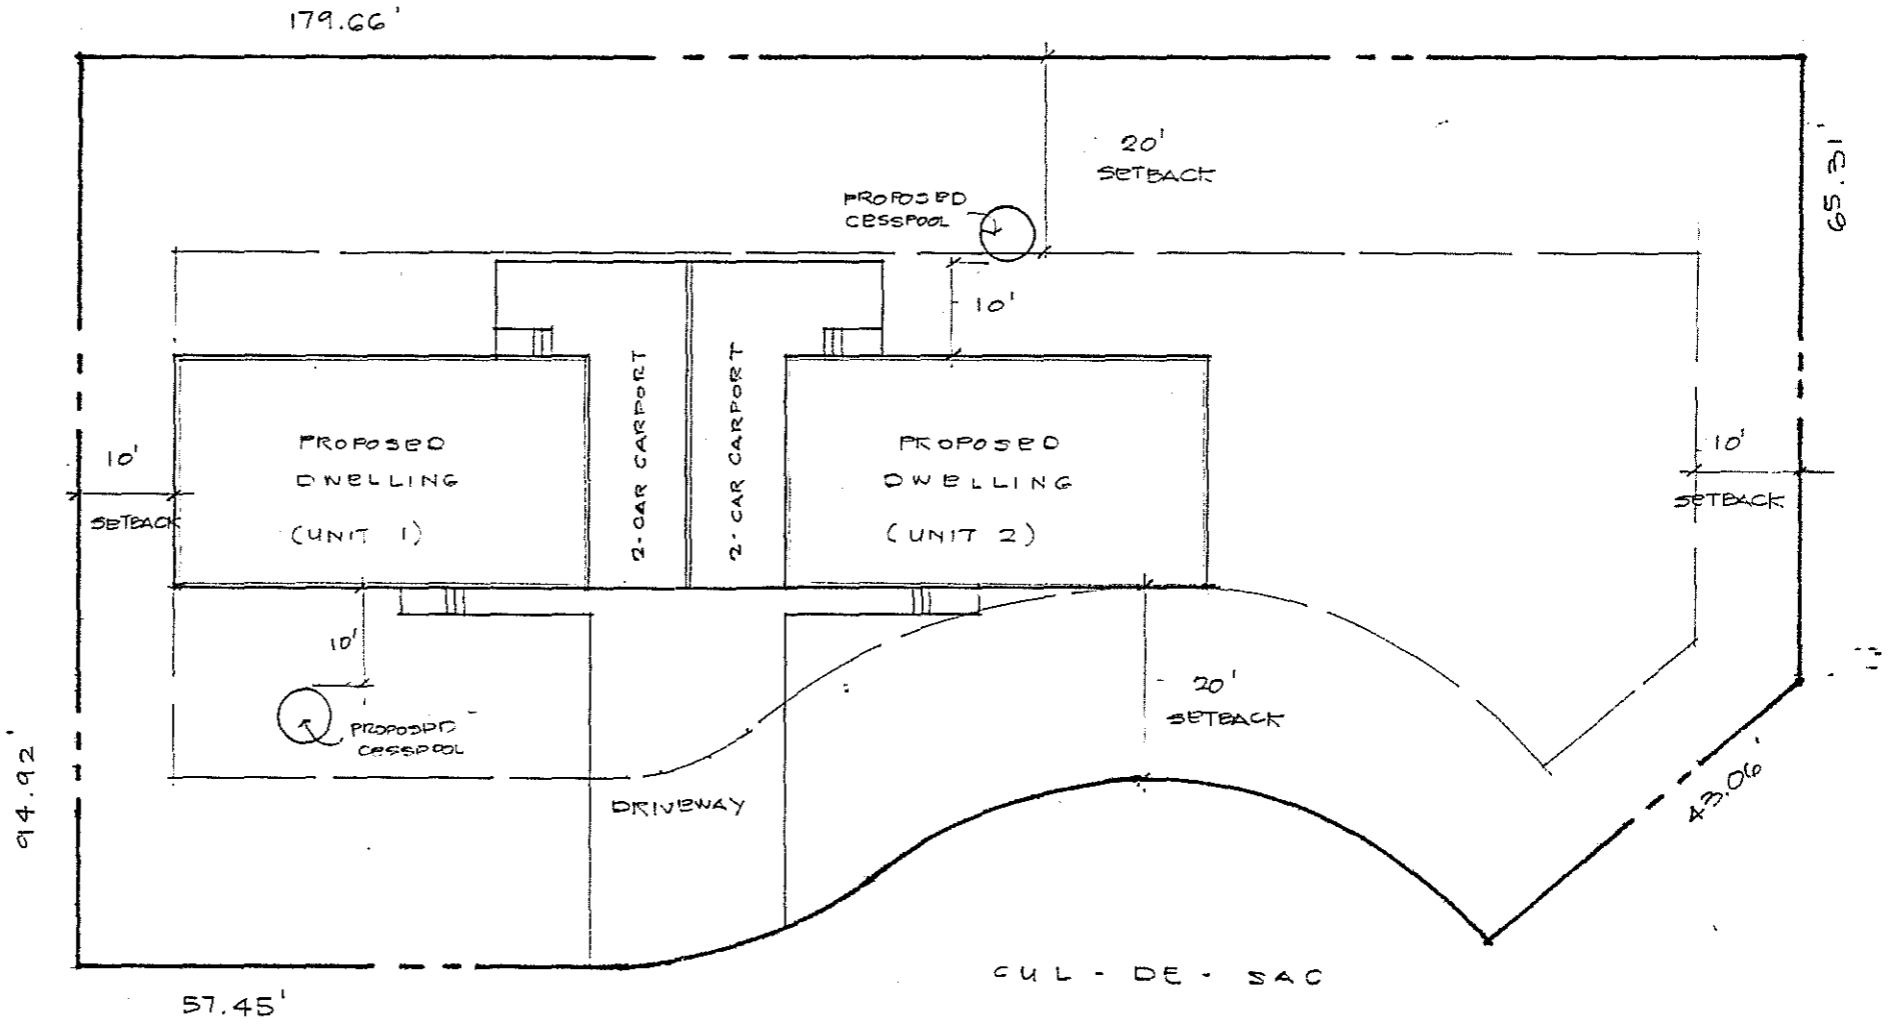 179.66'
20'
SETBACK
65.31'
PROPOSED
CESSPOOL
10'
2-CAR CARPORT
2-CAR CARPORT
PROPOSED
DWELLING
(UNIT 1)
PROPOSED
DWELLING
(UNIT 2)
10'
SETBACK
10'
SETBACK
10'
PROPOSED
CESSPOOL
20'
SETBACK
94.92'
DRIVEWAY
43.06'
CUL-DE-SAC
57.45'